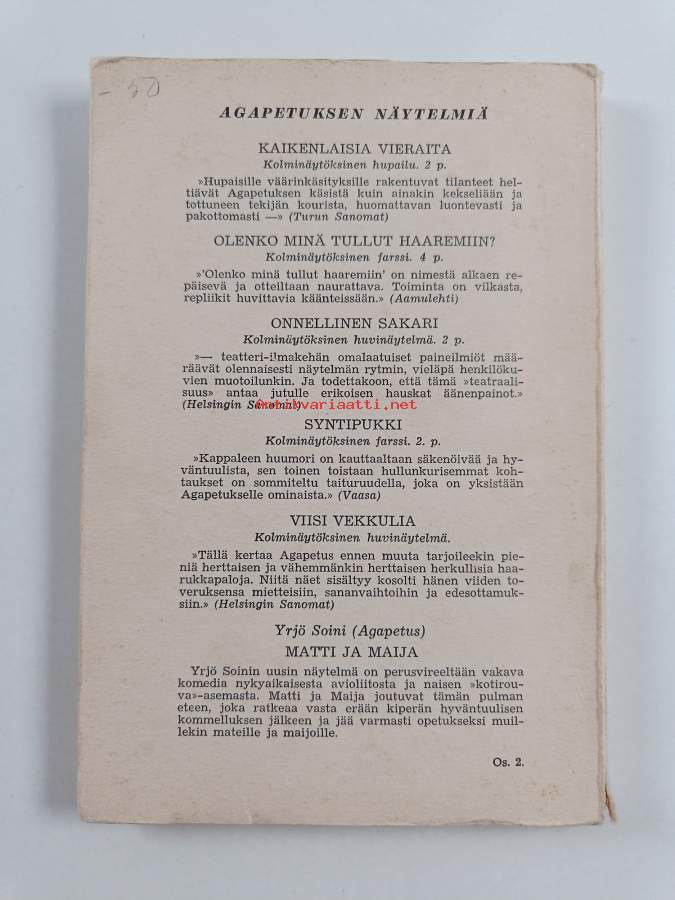 - 50
AGAPETUKSEN NÄYTELMIÄ
KAIKENLAISIA VIERAITA
Kolminäytöksinen hupailu. 2 p.
»Hupaisille väärinkäsityksille rakentuvat tilanteet hel-
tiävät Agapetuksen käsistä kuin ainakin kekseliään ja
tottuneen tekijän kourista, huomattavan luontevasti ja
pakottomasti —» (Turun Sanomat)
OLENKO MINÄ TULLUT HAAREMIIN?
Kolminäytöksinen farssi. 4 p.
»'Olenko minä tullut haaremiin' on nimestä alkaen re-
päisevä ja otteiltaan naurattava. Toiminta on vilkasta,
repliikit huvittavia käänteissään.» (Aamulehti)
ONNELLINEN SAKARI
Kolminäytöksinen huvinäytelmä. 2 p.
»— teatteri-ilmakehän omalaatuiset paineilmiöt mää-
räävät olennaisesti näytelmän rytmin, vieläpä henkilöku-
vien muotoilunkin. Ja todettakoon, että tämä »teatraali-
suus» antaa jutulle erikoisen hauskat äänenpainot.»
(Helsingin Sanomat)
Antikvariaatti.net
SYNTIPUKKI
Kolminäytöksinen farssi. 2. p.
»Kappaleen huumori on kauttaaltaan säkenöivää ja hy-
väntuulista, sen toinen toistaan hullunkurisemmat koh-
taukset on sommiteltu taituruudella, joka on yksistään
Agapetukselle ominaista.» (Vaasa)
VIISI VEKKULIA
Kolminäytöksinen huvinäytelmä.
»Tällä kertaa Agapetus ennen muuta tarjoileekin pie-
niä herttaisen ja vähemmänkin herttaisen herkullisia haa-
rukkapaloja. Niitä näet sisältyy kosolti hänen viiden to-
veruksensa mietteisiin, sananvaihtoihin ja edesottamuk-
siin.» (Helsingin Sanomat)
Yrjö Soini (Agapetus)
MATTI JA MAIJA
Yrjö Soinin uusin näytelmä on perusvireeltään vakava
komedia nykyaikaisesta avioliitosta ja naisen »kotirou-
va»-asemasta. Matti ja Maija joutuvat tämän pulman
eteen, joka ratkeaa vasta erään kiperän hyväntuulisen
kommelluksen jälkeen ja jää varmasti opetukseksi muil-
lekin mateille ja maijoille.
Os. 2.